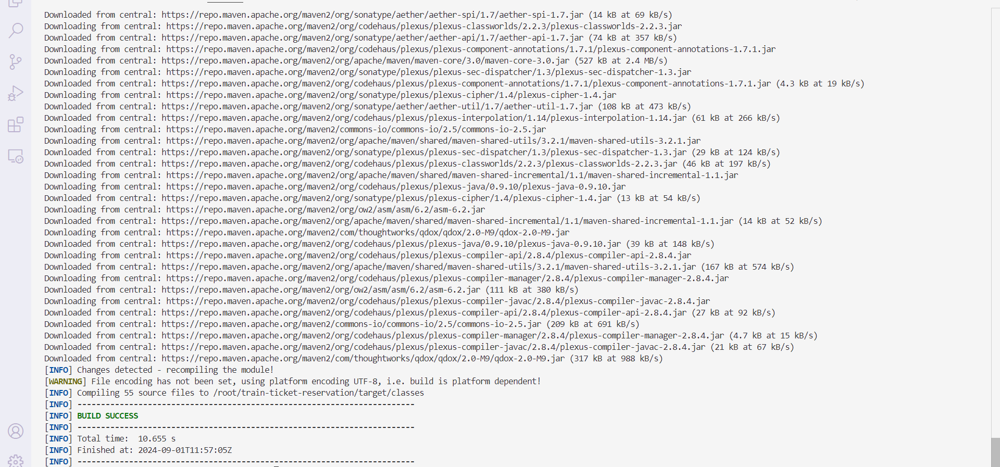 Downloaded from central: https://repo.maven.apache.org/maven2/org/sonatype/aether/aether-spi/1.7/aether-spi-1.7.jar (14 kB at 69 kB/s)
Downloading from central: https://repo.maven.apache.org/maven2/org/codehaus/plexus/plexus-classworlds/2.2.3/plexus-classworlds-2.2.3.jar
Downloaded from central: https://repo.maven.apache.org/maven2/org/sonatype/aether/aether-api/1.7/aether-api-1.7.jar (74 kB at 357 kB/s)
Downloading from central: https://repo.maven.apache.org/maven2/org/codehaus/plexus/plexus-component-annotations/1.7.1/plexus-component-annotations-1.7.1.jar
Downloaded from central: https://repo.maven.apache.org/maven2/org/apache/maven/maven-core/3.0/maven-core-3.0.jar (527 kB at 2.4 MB/s)
Downloading from central: https://repo.maven.apache.org/maven2/org/sonatype/plexus/plexus-sec-dispatcher/1.3/plexus-sec-dispatcher-1.3.jar
Downloaded from central: https://repo.maven.apache.org/maven2/org/codehaus/plexus/plexus-component-annotations/1.7.1/plexus-component-annotations-1.7.1.jar (4.3 kB at 19 kB/s)
Downloading from central: https://repo.maven.apache.org/maven2/org/sonatype/plexus/plexus-cipher/1.4/plexus-cipher-1.4.jar
Downloaded from central: https://repo.maven.apache.org/maven2/org/sonatype/aether/aether-util/1.7/aether-util-1.7.jar (108 kB at 473 kB/s)
Downloaded from central: https://repo.maven.apache.org/maven2/org/codehaus/plexus/plexus-interpolation/1.14/plexus-interpolation-1.14.jar (61 kB at 266 kB/s)
Downloading from central: https://repo.maven.apache.org/maven2/commons-io/commons-io/2.5/commons-io-2.5.jar
Downloading from central: https://repo.maven.apache.org/maven2/org/apache/maven/shared/maven-shared-utils/3.2.1/maven-shared-utils-3.2.1.jar
Downloaded from central: https://repo.maven.apache.org/maven2/org/sonatype/plexus/plexus-sec-dispatcher/1.3/plexus-sec-dispatcher-1.3.jar (29 kB at 124 kB/s)
Downloaded from central: https://repo.maven.apache.org/maven2/org/codehaus/plexus/plexus-classworlds/2.2.3/plexus-classworlds-2.2.3.jar (46 kB at 197 kB/s)
Downloading from central: https://repo.maven.apache.org/maven2/org/apache/maven/shared/maven-shared-incremental/1.1/maven-shared-incremental-1.1.jar
Downloading from central: https://repo.maven.apache.org/maven2/org/codehaus/plexus/plexus-java/0.9.10/plexus-java-0.9.10.jar
Downloaded from central: https://repo.maven.apache.org/maven2/org/sonatype/plexus/plexus-cipher/1.4/plexus-cipher-1.4.jar (13 kB at 54 kB/s)
Downloading from central: https://repo.maven.apache.org/maven2/org/ow2/asm/asm/6.2/asm-6.2.jar
Downloaded from central: https://repo.maven.apache.org/maven2/org/apache/maven/shared/maven-shared-incremental/1.1/maven-shared-incremental-1.1.jar (14 kB at 52 kB/s)
Downloading from central: https://repo.maven.apache.org/maven2/com/thoughtworks/qdox/qdox/2.0-M9/qdox-2.0-M9.jar
Downloaded from central: https://repo.maven.apache.org/maven2/org/codehaus/plexus/plexus-java/0.9.10/plexus-java-0.9.10.jar (39 kB at 148 kB/s)
Downloading from central: https://repo.maven.apache.org/maven2/org/codehaus/plexus/plexus-compiler-api/2.8.4/plexus-compiler-api-2.8.4.jar
Downloaded from central: https://repo.maven.apache.org/maven2/org/apache/maven/shared/maven-shared-utils/3.2.1/maven-shared-utils-3.2.1.jar (167 kB at 574 kB/s)
Downloading from central: https://repo.maven.apache.org/maven2/org/codehaus/plexus/plexus-compiler-manager/2.8.4/plexus-compiler-manager-2.8.4.jar
Downloaded from central: https://repo.maven.apache.org/maven2/org/ow2/asm/asm/6.2/asm-6.2.jar (111 kB at 380 kB/s)
Downloading from central: https://repo.maven.apache.org/maven2/org/codehaus/plexus/plexus-compiler-javac/2.8.4/plexus-compiler-javac-2.8.4.jar
Downloaded from central: https://repo.maven.apache.org/maven2/org/codehaus/plexus/plexus-compiler-api/2.8.4/plexus-compiler-api-2.8.4.jar (27 kB at 92 kB/s)
Downloaded from central: https://repo.maven.apache.org/maven2/commons-io/commons-io/2.5/commons-io-2.5.jar (209 kB at 691 kB/s)
Downloaded from central: https://repo.maven.apache.org/maven2/org/codehaus/plexus/plexus-compiler-manager/2.8.4/plexus-compiler-manager-2.8.4.jar (4.7 kB at 15 kB/s)
Downloaded from central: https://repo.maven.apache.org/maven2/org/codehaus/plexus/plexus-compiler-javac/2.8.4/plexus-compiler-javac-2.8.4.jar (21 kB at 67 kB/s)
Downloaded from central: https://repo.maven.apache.org/maven2/com/thoughtworks/qdox/qdox/2.0-M9/qdox-2.0-M9.jar (317 kB at 988 kB/s)
[INFO] Changes detected - recompiling the module!
[WARNING] File encoding has not been set, using platform encoding UTF-8, i.e. build is platform dependent!
[INFO] Compiling 55 source files to /root/train-ticket-reservation/target/classes
[INFO] ------------------------------------------------------------------------
[INFO] BUILD SUCCESS
[INFO] ------------------------------------------------------------------------
[INFO] Total time:  10.655 s
[INFO] Finished at: 2024-09-01T11:57:05Z
[INFO] ------------------------------------------------------------------------